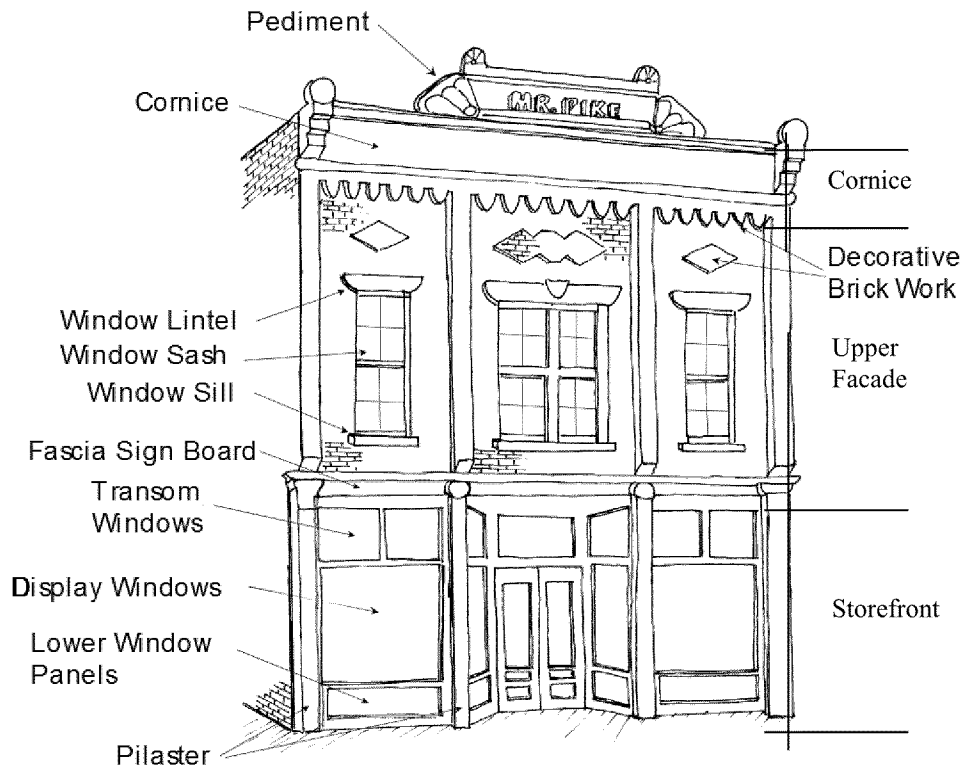 Pediment
Cornice
MR. PIKE
Cornice
Decorative
Brick Work
Window Lintel
Window Sash
Upper
Facade
Window Sill
Fascia Sign Board
Transom
Windows
Display Windows
Storefront
Lower Window
Panels
Pilaster